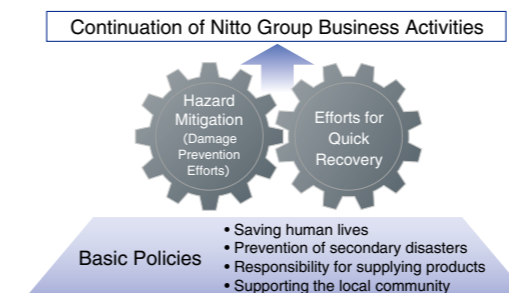 Continuation of Nitto Group Business Activities
Hazard
Mitigation
(Damage
Prevention
Efforts)
Efforts for
Quick
Recovery
Basic Policies
• Saving human lives
• Prevention of secondary disasters
• Responsibility for supplying products
• Supporting the local community